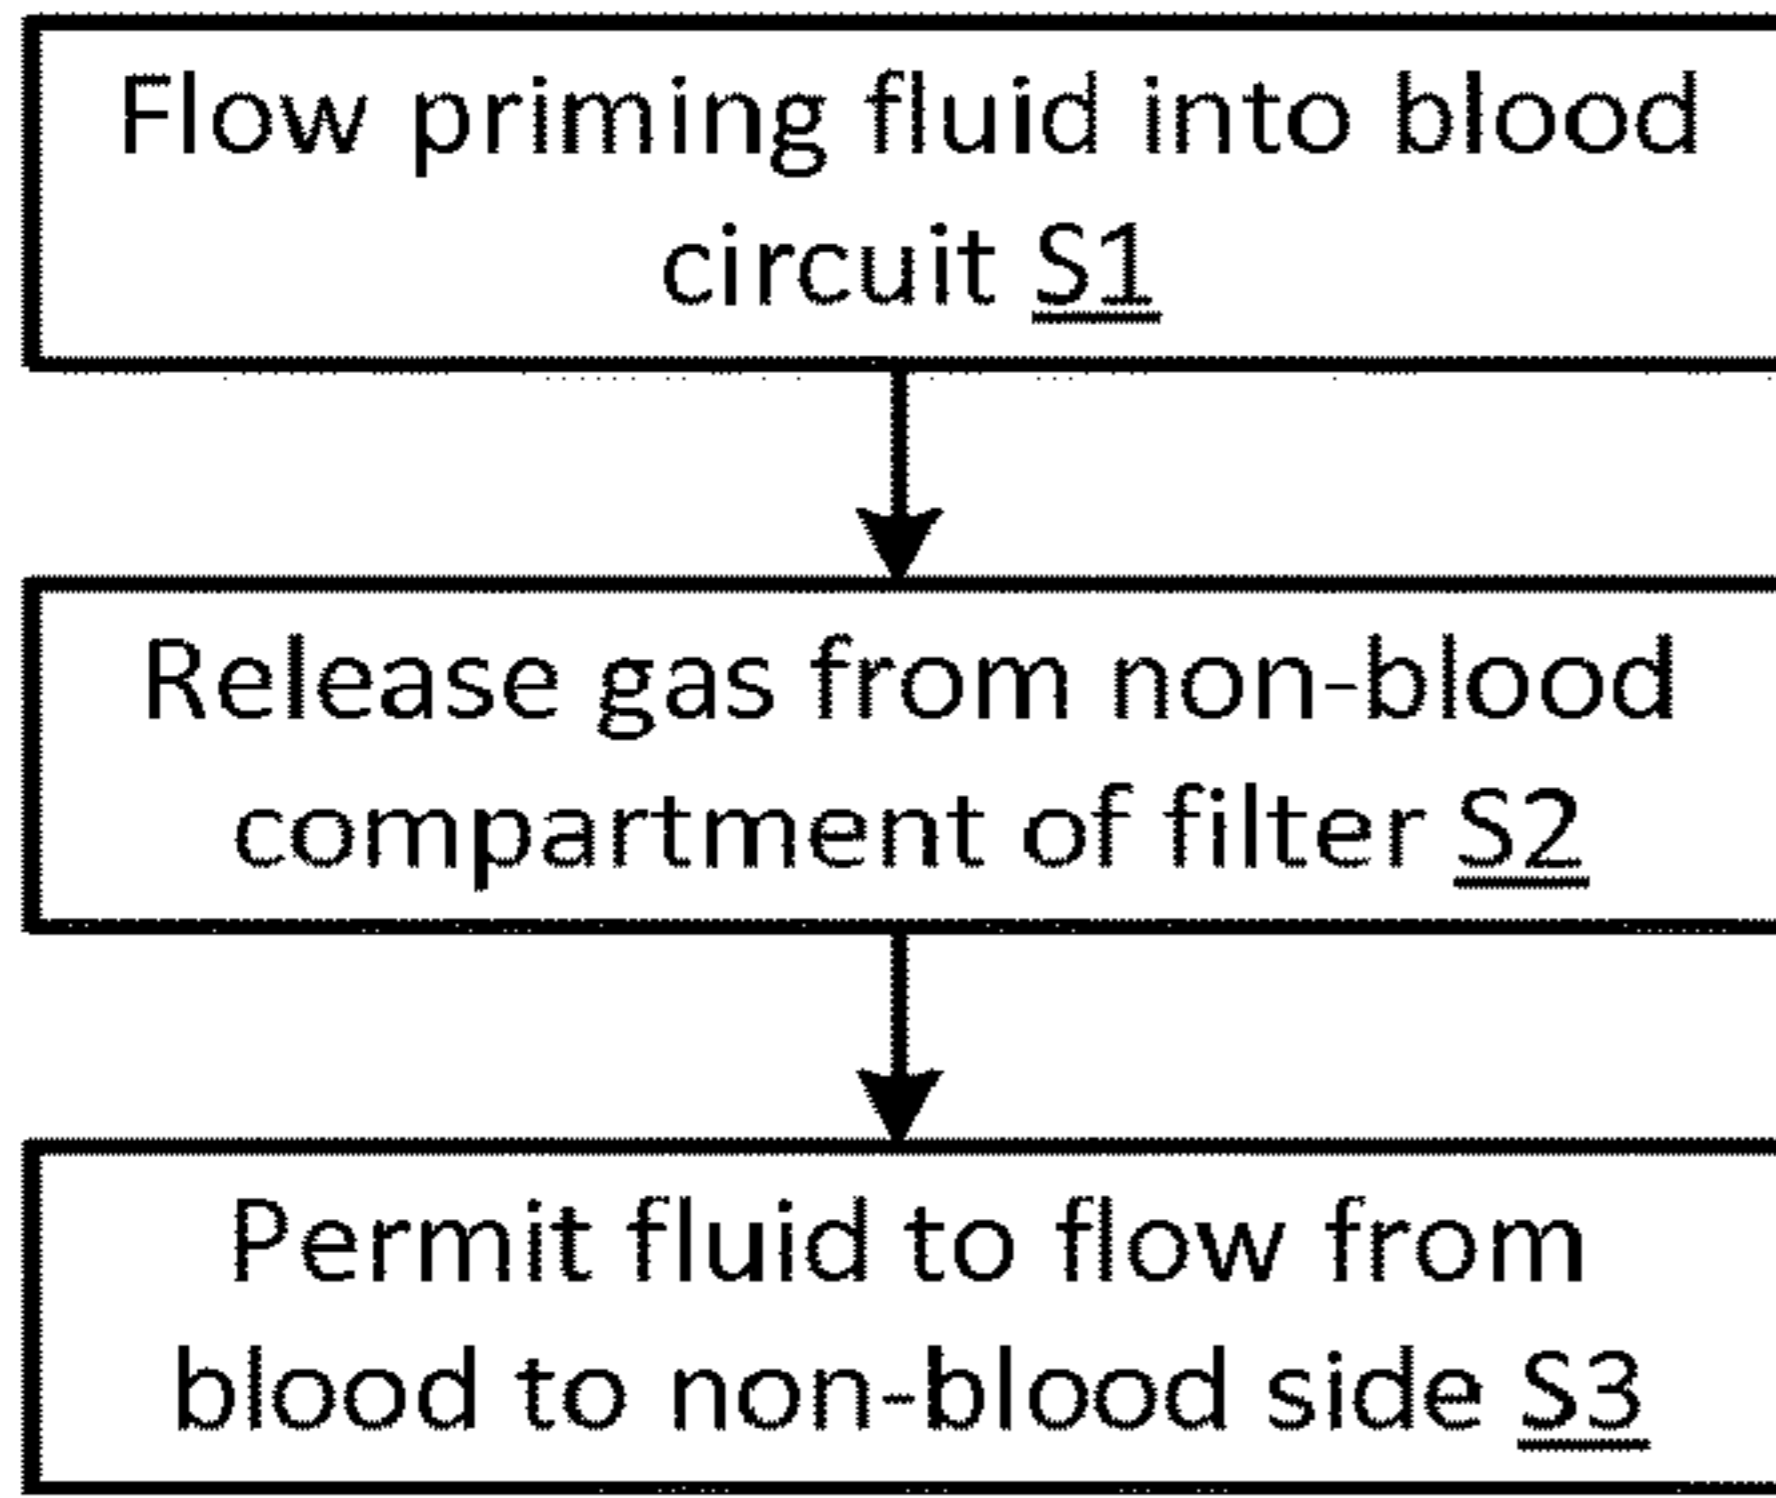 Flow priming fluid into blood
circuit S1
Release gas from non-blood
compartment of filter S2
Permit fluid to flow from
blood to non-blood side S3